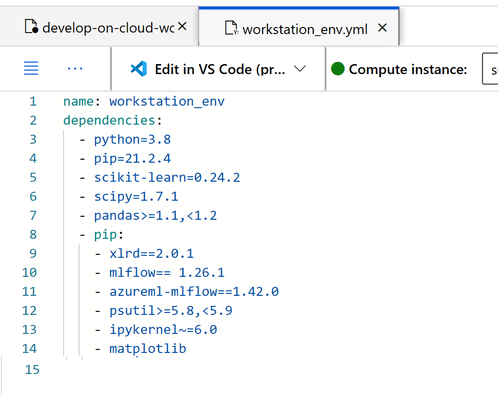 develop-on-cloud-wc
workstation_env.yml
... Edit in VS Code (pr... Compute instance: s
1 name: workstation_env
2 dependencies:
3 - python=3.8
4 - pip=21.2.4
5 - scikit-learn=0.24.2
6 - scipy=1.7.1
7 - pandas>=1.1,<1.2
8 - pip:
9 - xlrd==2.0.1
10 - mlflow== 1.26.1
11 - azureml-mlflow==1.42.0
12 - psutil>=5.8,<5.9
13 - ipykernel~=6.0
14 - matplotlib
15